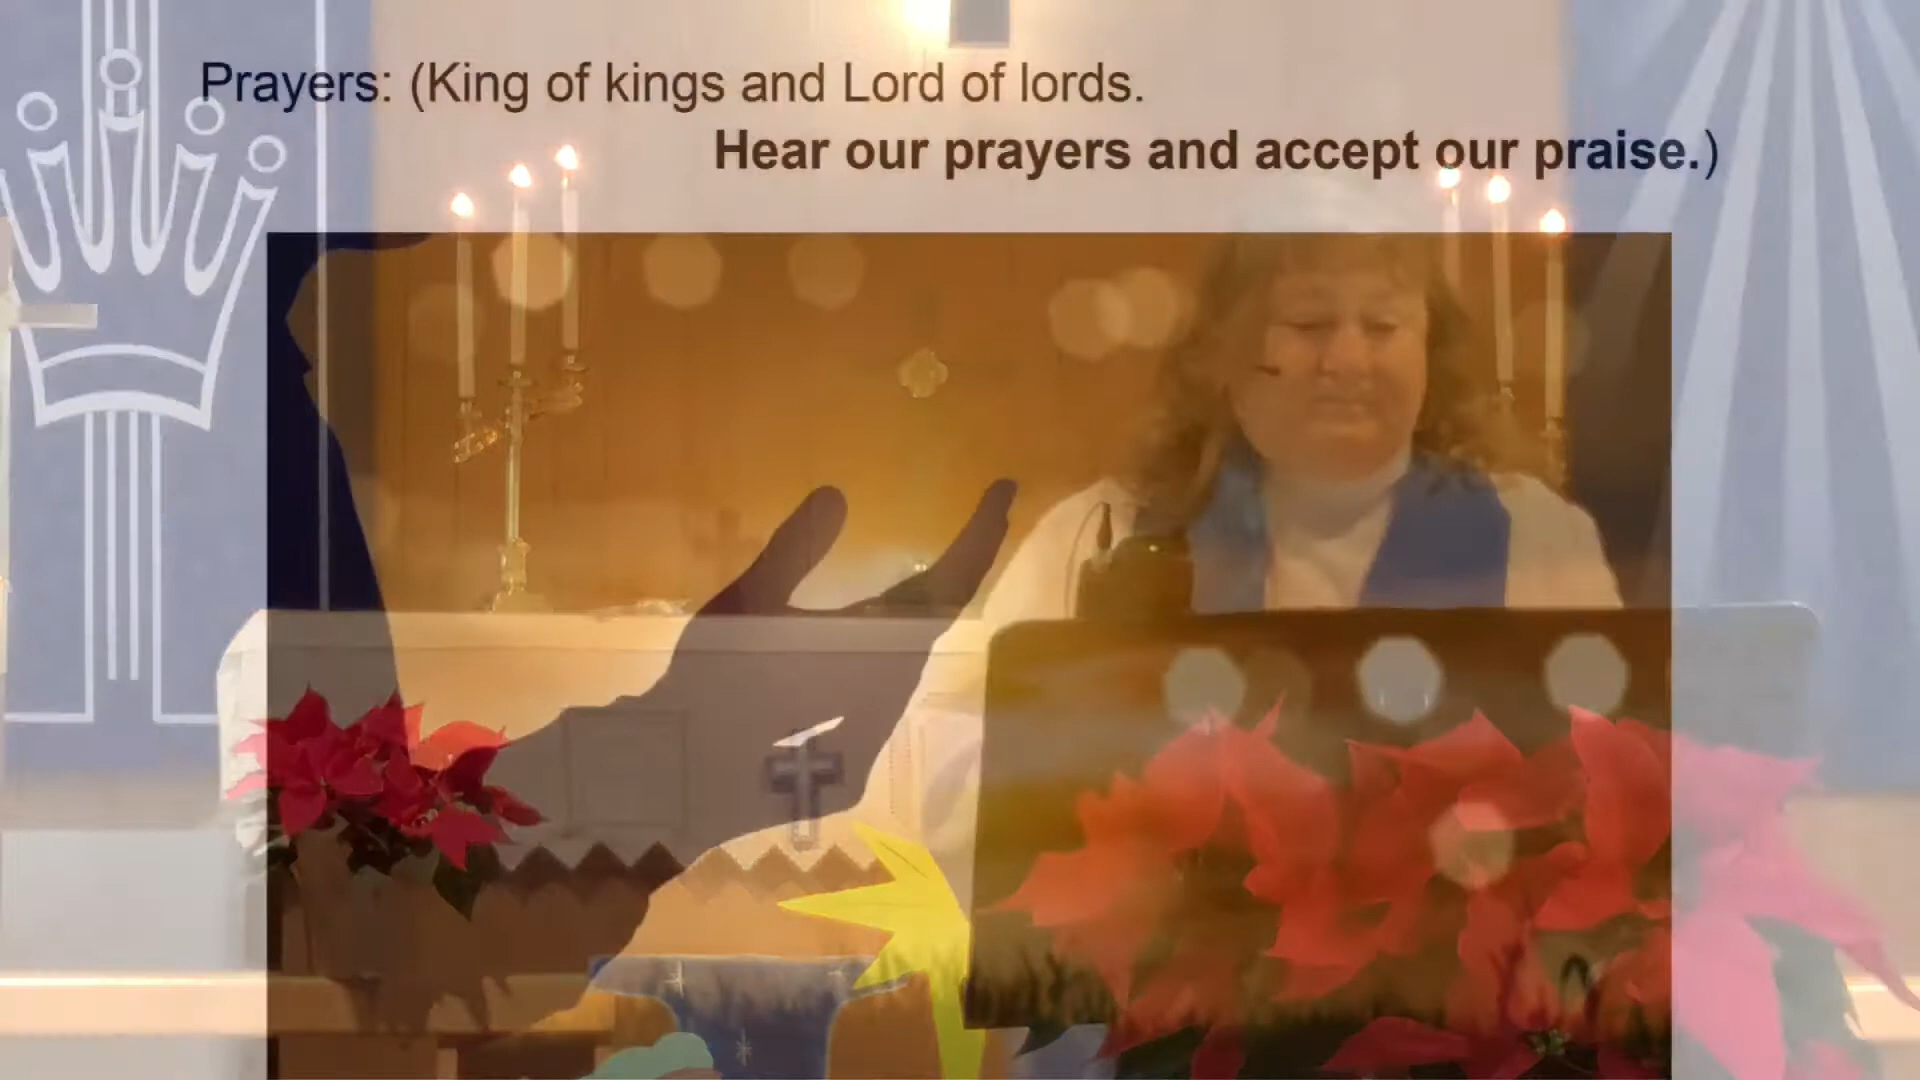 Prayers: (King of kings and Lord of lords.
Hear our prayers and accept our praise.)